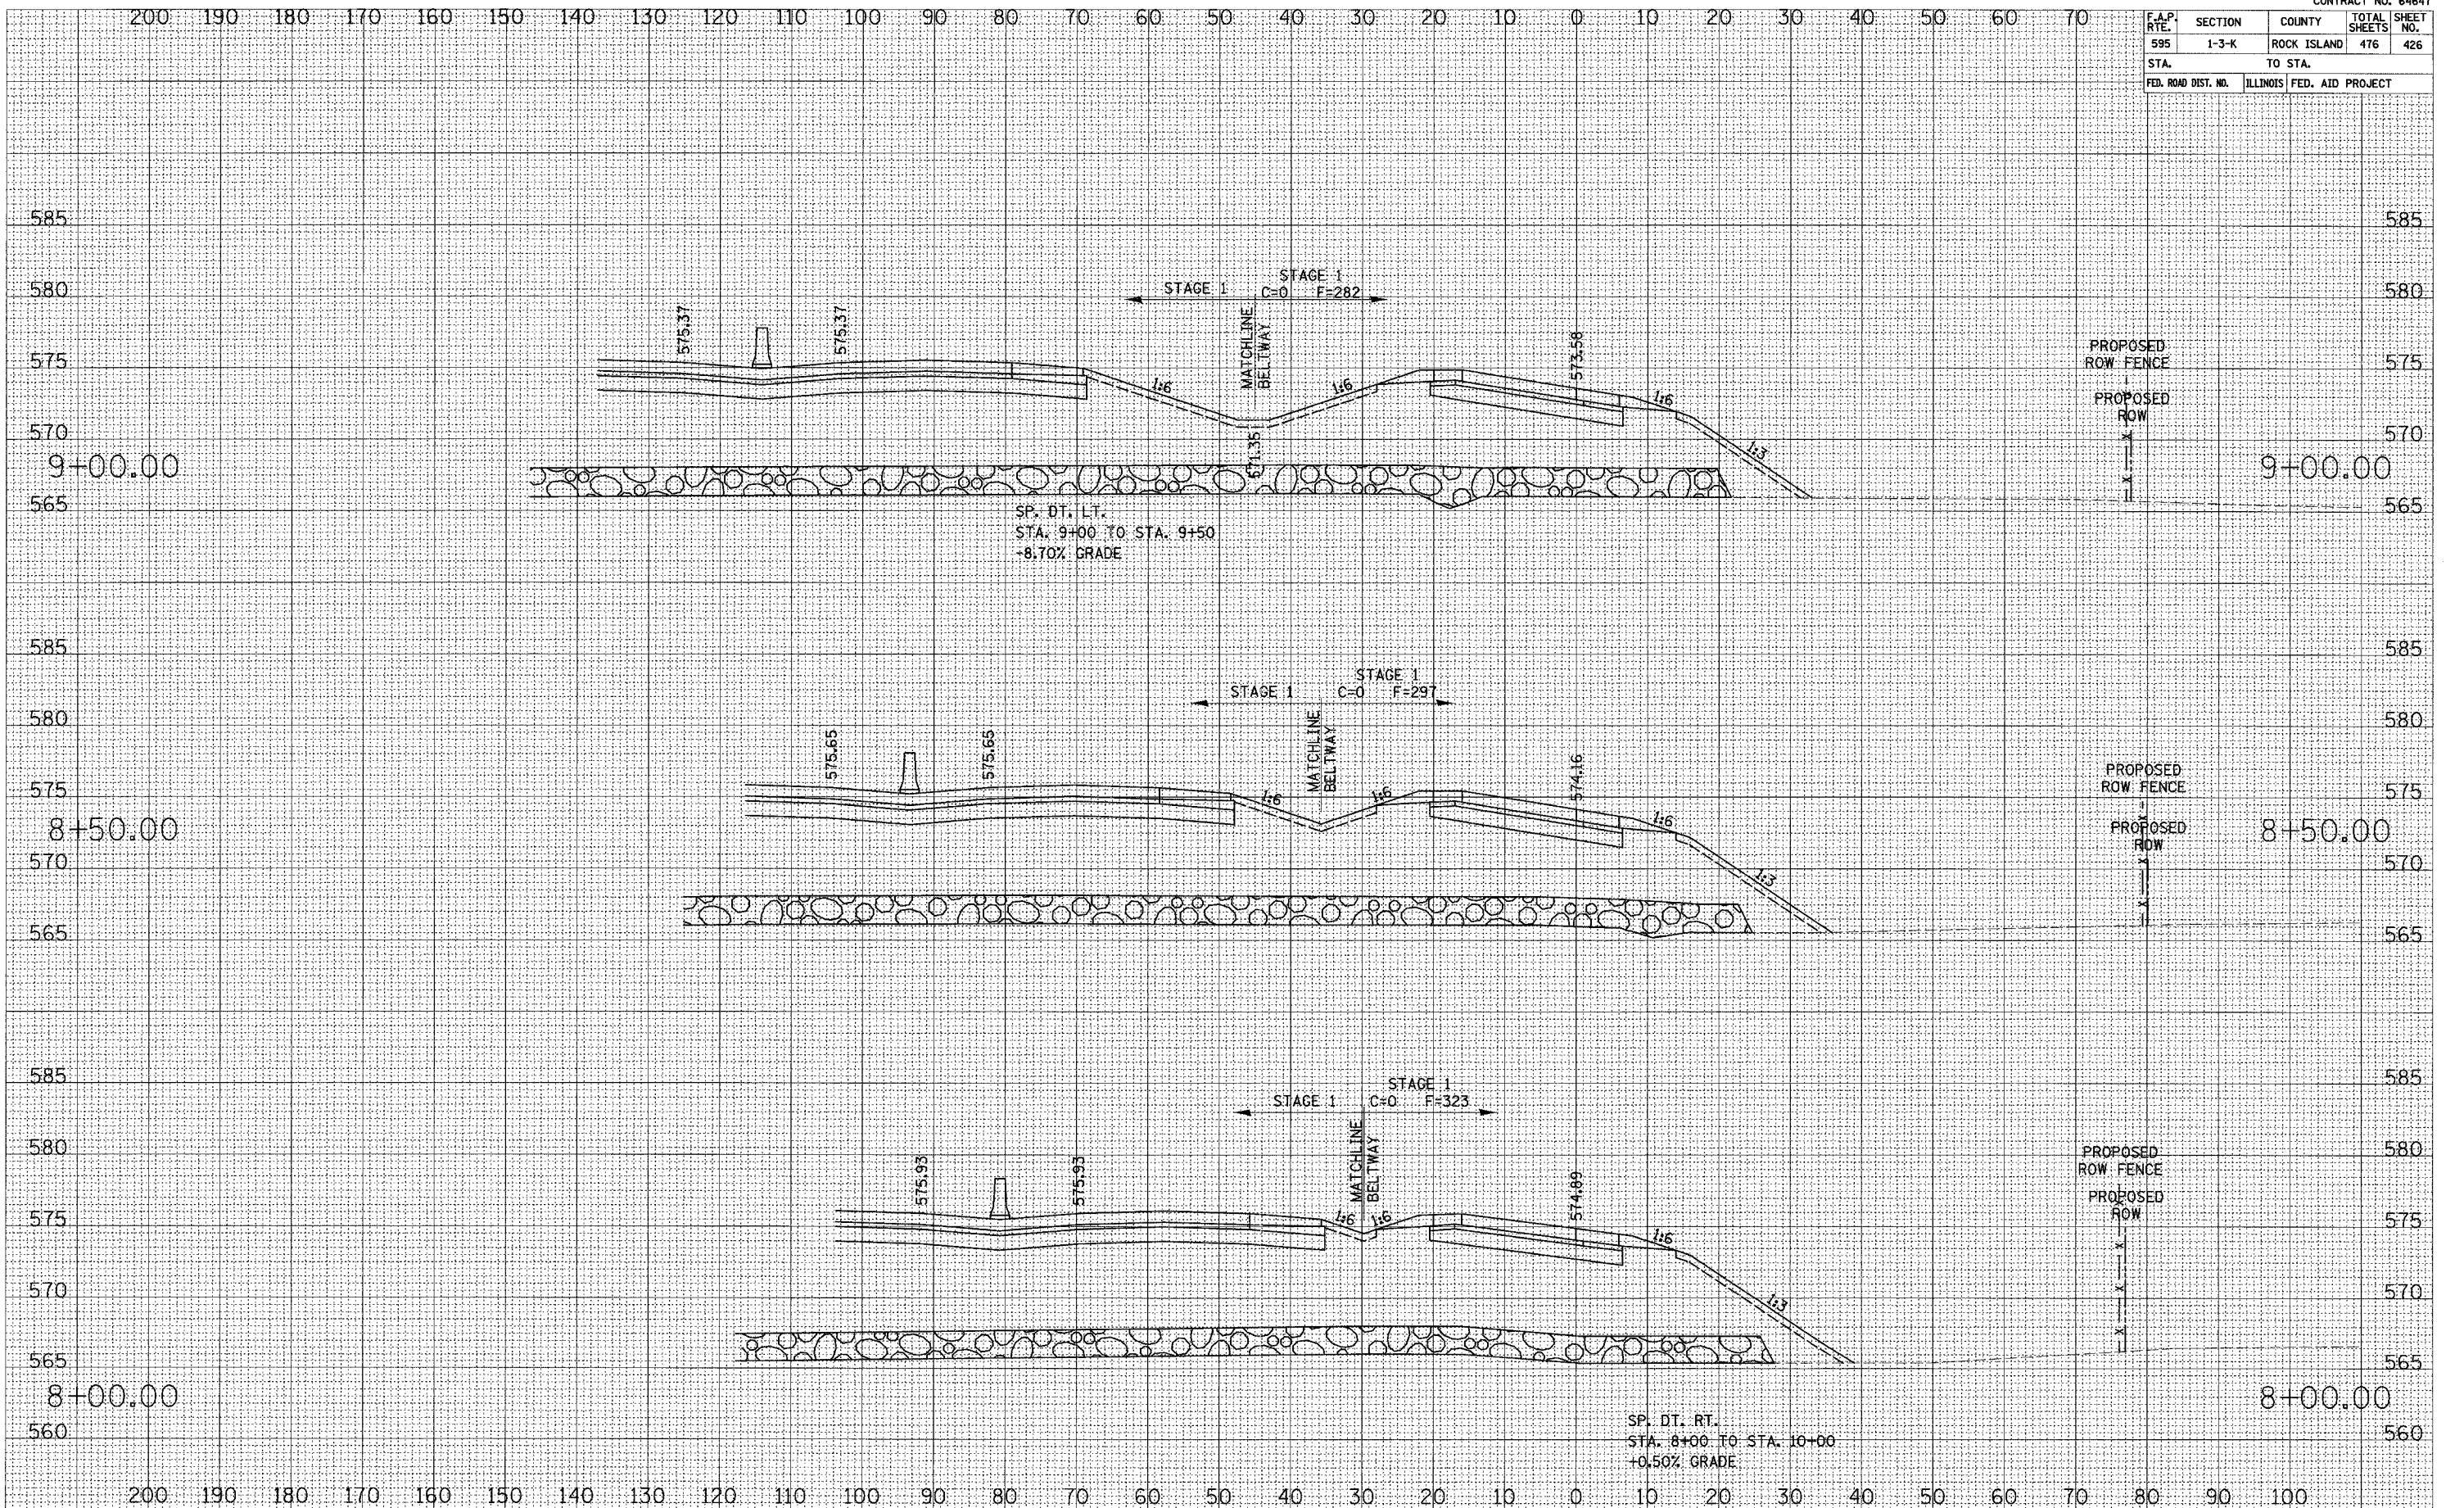 CONTRACT NO. 64647
200 190 180 170 160 150 140 130 120 110 100 90 80 70 60 50 40 30 20 10 0 10 20 30 40 50 60 70
F.A.P. RTE. SECTION COUNTY TOTAL SHEETS SHEET NO.
595 1-3-K ROCK ISLAND 476 426
STA. TO STA.
FED. ROAD DIST. NO. ILLINOIS FED. AID PROJECT
585 585
580 580
STAGE 1
STAGE 1 C=0 F=282
575.37
575.37
MATCHLINE
BELTWAY
573.58
575 575
PROPOSED
ROW FENCE
PROPOSED
ROW
1:6
1:6
1:6
1:3
570 570
571.35
9+00.00 9+00.00
565 565
SP. DT. LT.
STA. 9+00 TO STA. 9+50
-8.70% GRADE
585 585
STAGE 1
STAGE 1 C=0 F=297
580 580
575.65
575.65
MATCHLINE
BELTWAY
574.16
PROPOSED
ROW FENCE
575 575
1:6
1:6
1:6
1:3
PROPOSED
ROW
8+50.00 8+50.00
570 570
565 565
585 585
STAGE 1
STAGE 1 C=0 F=323
580 580
575.93
575.93
MATCHLINE
BELTWAY
574.89
PROPOSED
ROW FENCE
PROPOSED
ROW
575 575
1:6
1:6
1:6
1:3
570 570
565 565
8+00.00 8+00.00
560 560
SP. DT. RT.
STA. 8+00 TO STA. 10+00
+0.50% GRADE
200 190 180 170 160 150 140 130 120 110 100 90 80 70 60 50 40 30 20 10 0 10 20 30 40 50 60 70 80 90 100